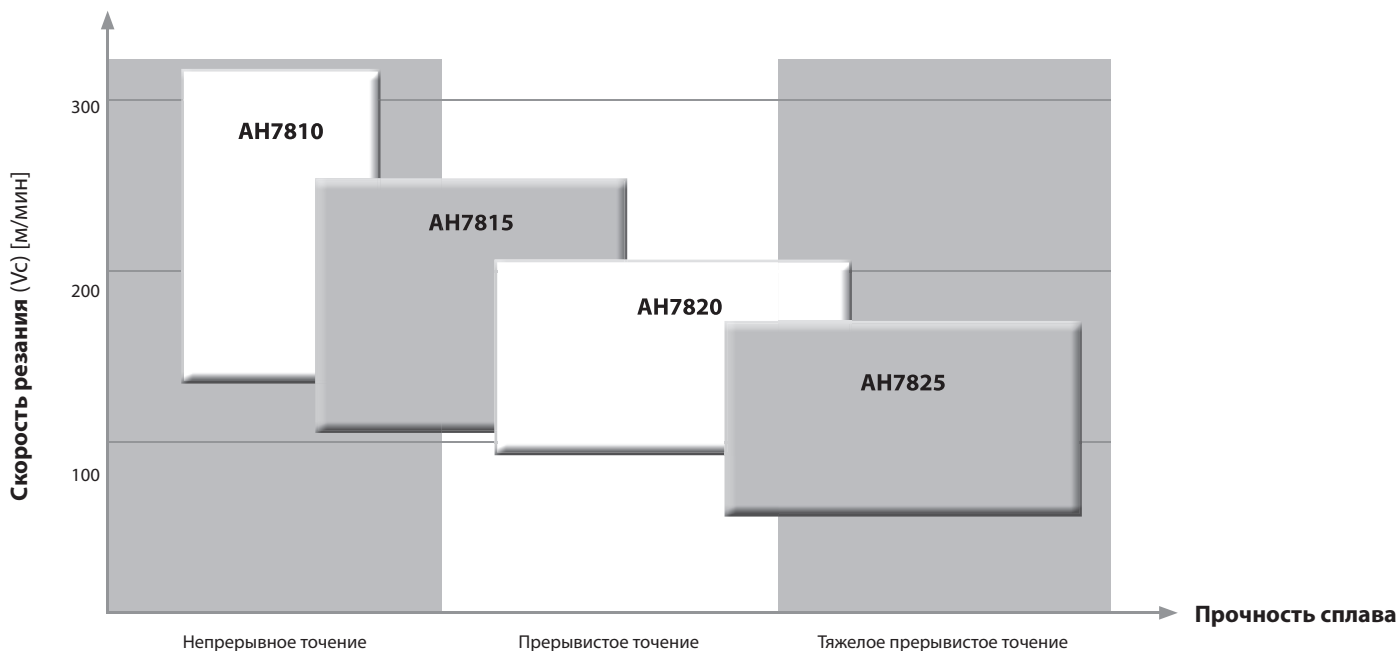 Скорость резания (Vc) [м/мин]
300
200
100
AH7810
AH7815
AH7820
AH7825
Прочность сплава
Непрерывное точение
Прерывистое точение
Тяжелое прерывистое точение